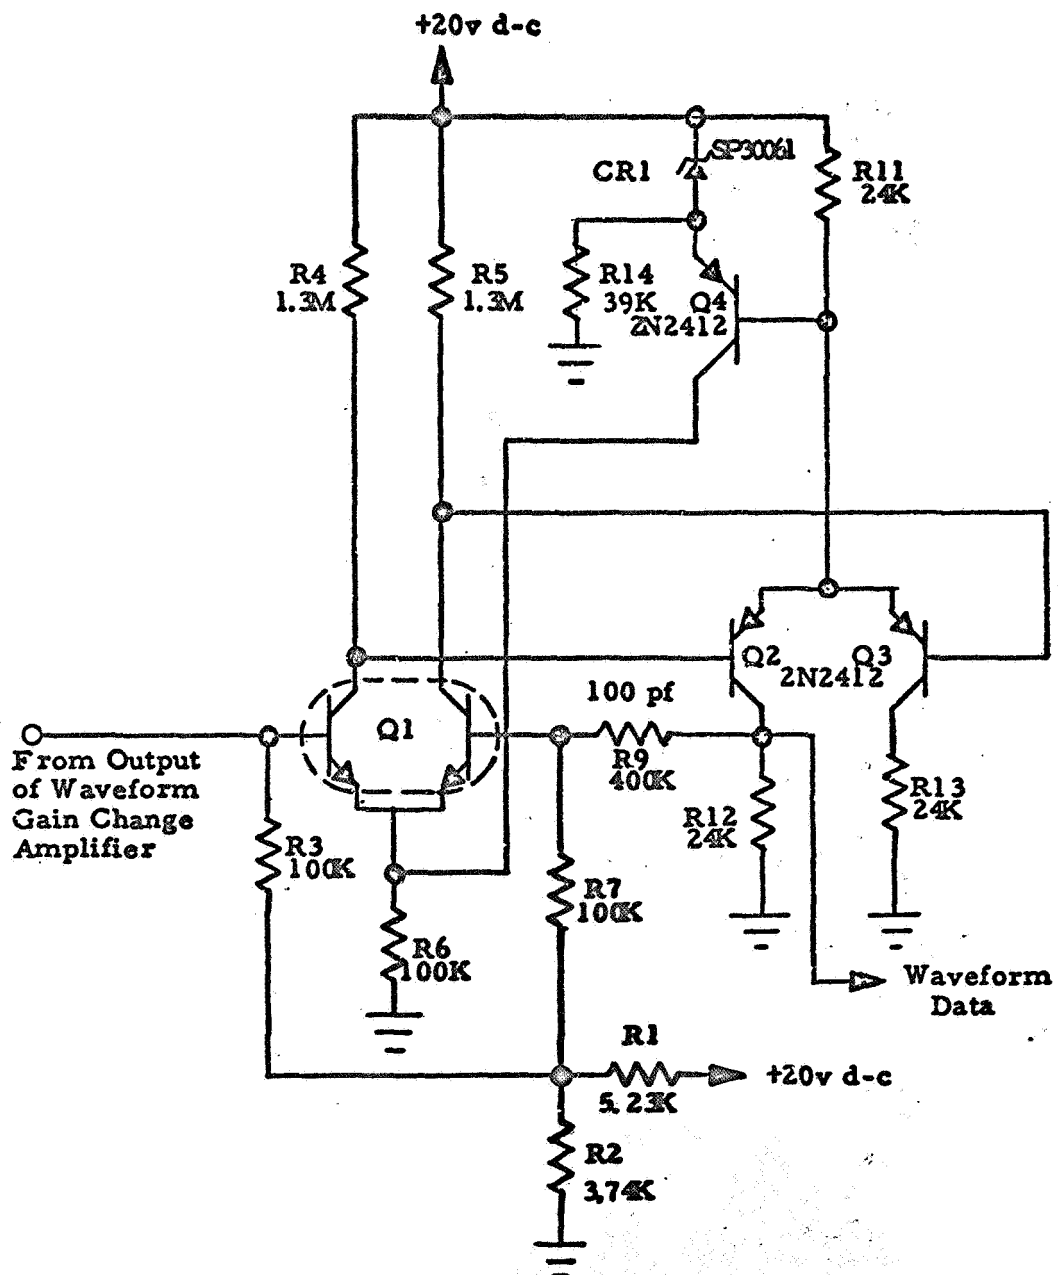 +20v d-c
SP30061
CR1
R11
24K
R4
1.3M
R5
1.3M
R14
39K
Q4
2N2412
Q2
Q3
2N2412
100 pf
Q1
R9
400K
From Output
of Waveform
Gain Change
Amplifier
R12
24K
R13
24K
R3
100K
R7
100K
R6
100K
Waveform
Data
R1
+20v d-c
5.23K
R2
3.74K